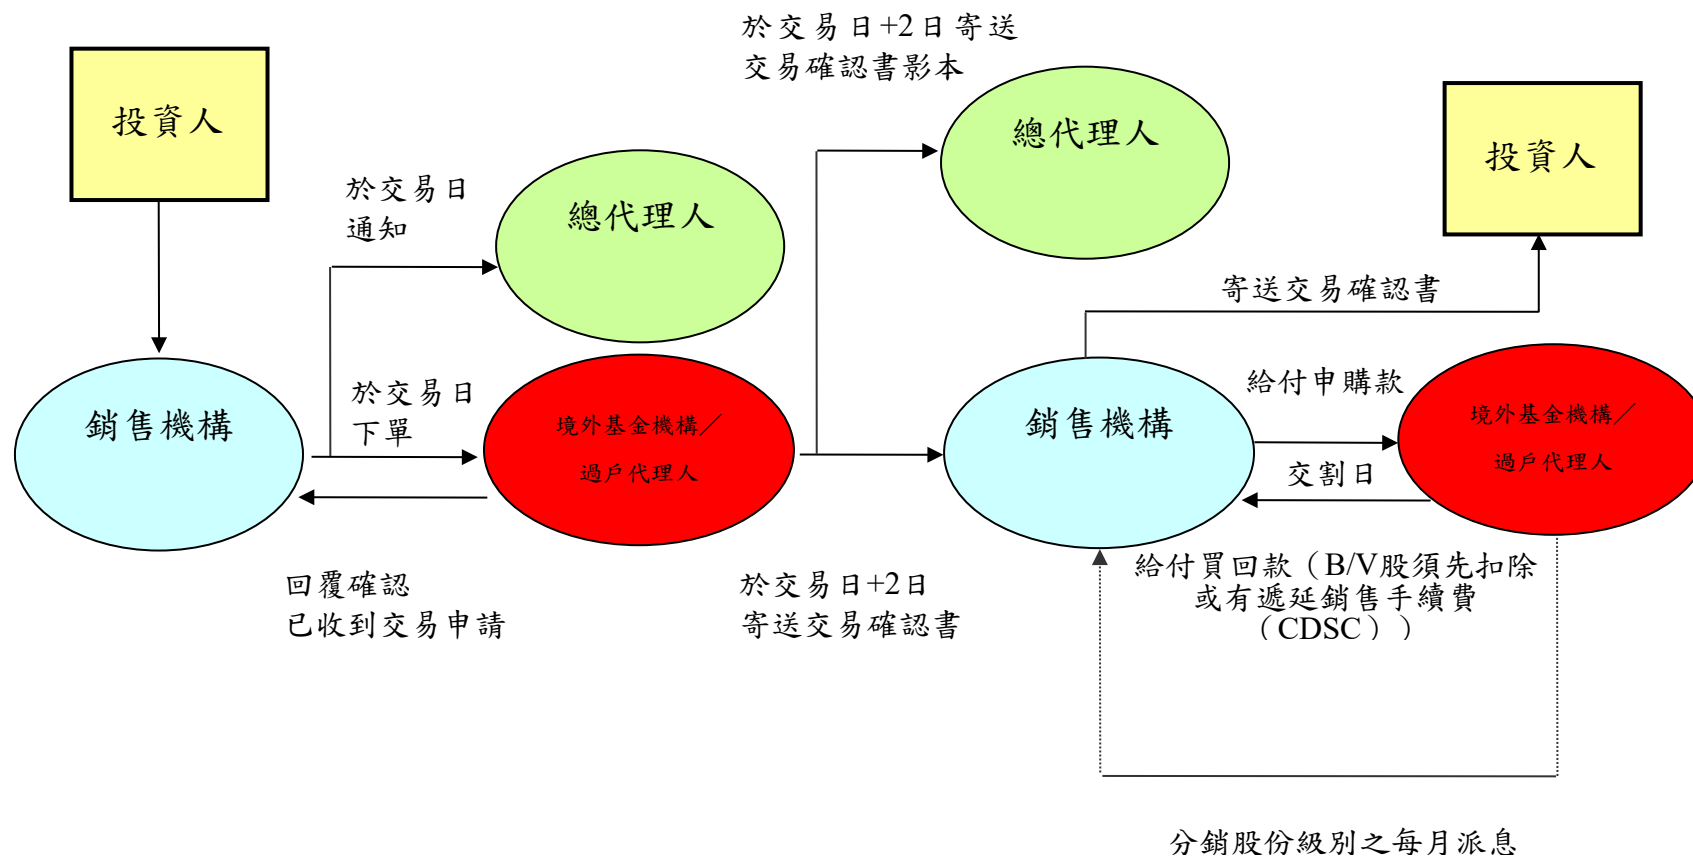 於交易日+2日寄送
交易確認書影本
投資人
總代理人
投資人
於交易日
通知
總代理人
寄送交易確認書
於交易日
下單
銷售機構
境外基金機構／
過戶代理人
銷售機構
給付申購款
交割日
境外基金機構／
過戶代理人
回覆確認
已收到交易申請
於交易日+2日
寄送交易確認書
給付買回款（B/V股須先扣除
或有遞延銷售手續費
（CDSC））
分銷股份級別之每月派息